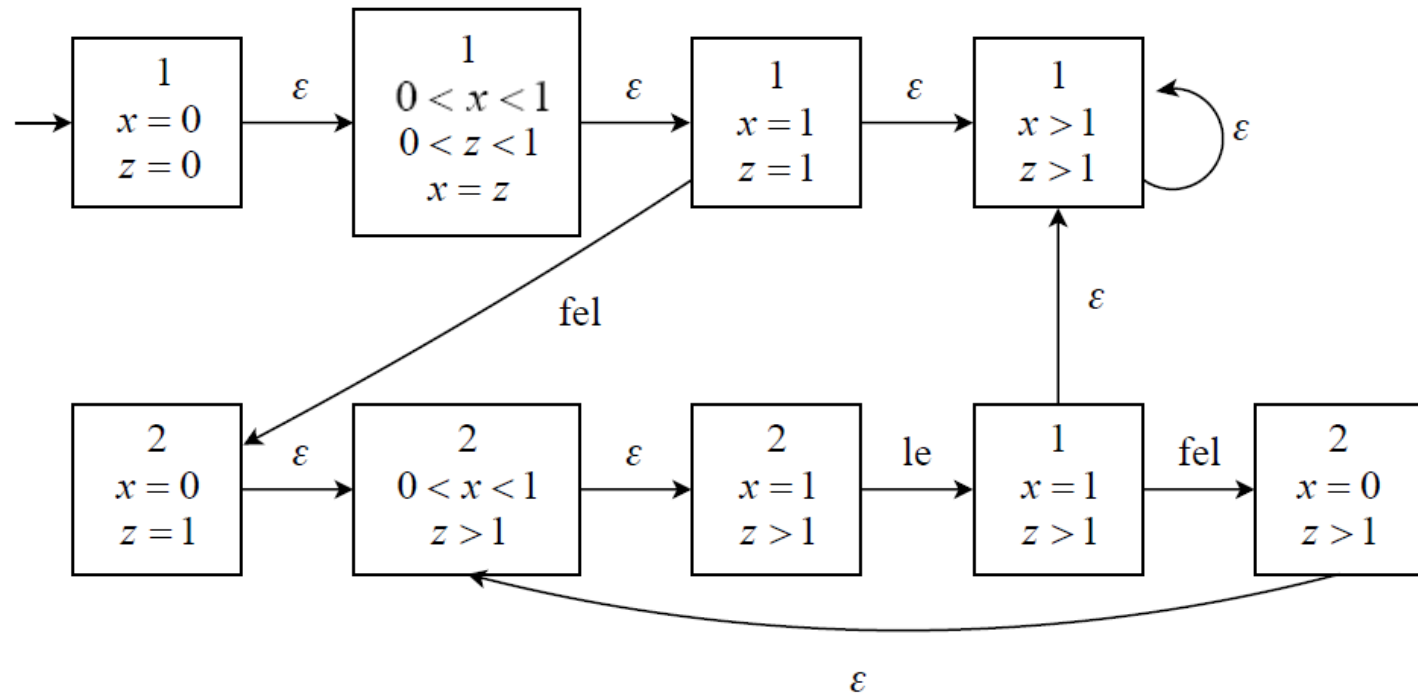 1
x = 0
z = 0
ε
1
0 < x < 1
0 < z < 1
x = z
ε
1
x = 1
z = 1
ε
1
x > 1
z > 1
ε
fel
ε
2
x = 0
z = 1
ε
2
0 < x < 1
z > 1
ε
2
x = 1
z > 1
le
1
x = 1
z > 1
fel
2
x = 0
z > 1
ε